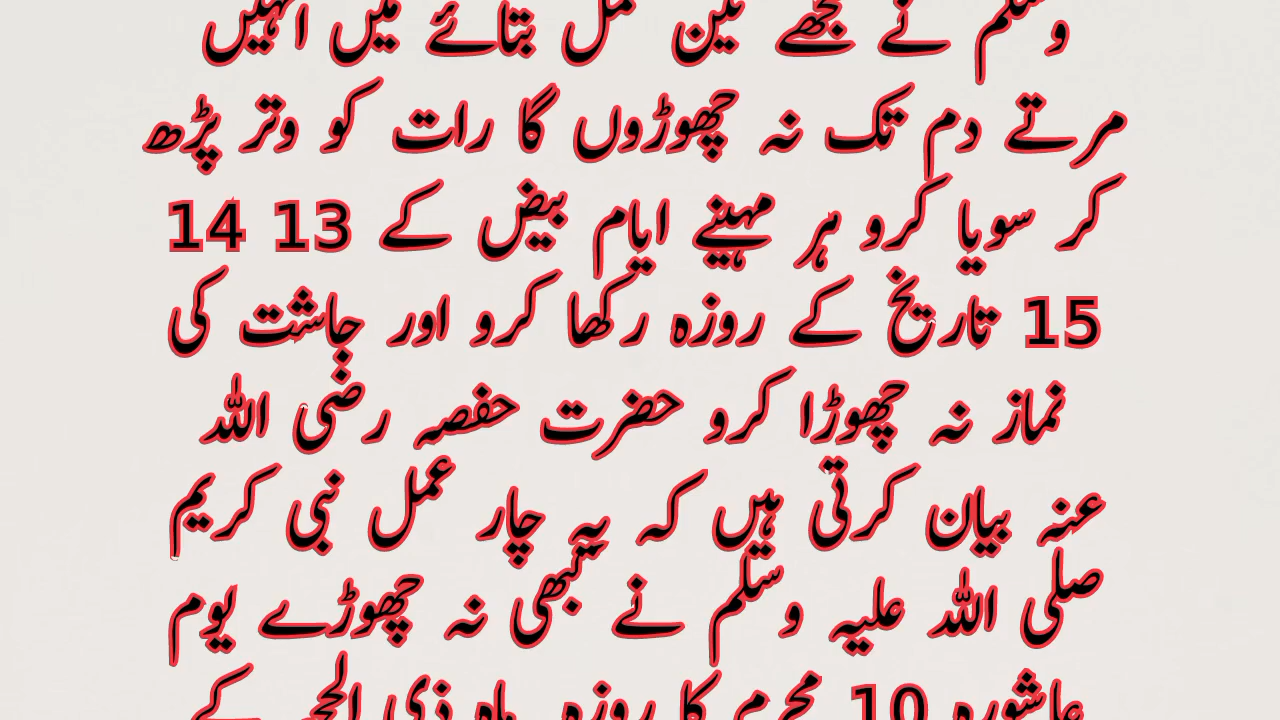 وسلم نے مجھے تین عمل بتائے میں انہیں
مرتے دم تک نہ چھوڑوں گا رات کو وتر پڑھ
کر سویا کرو ہر مہینے ایام بیض کے 13 14
15 تاریخ کے روزہ رکھا کرو اور چاشت کی
نماز نہ چھوڑا کرو حضرت حفصہ رضی اللہ
عنہ بیان کرتی ہیں کہ یہ چار عمل نبی کریم
صلی اللہ علیہ وسلم نے کبھی نہ چھوڑے یوم
عاشورہ 10 محرم کا روزہ ماہ ذی الحجہ کے